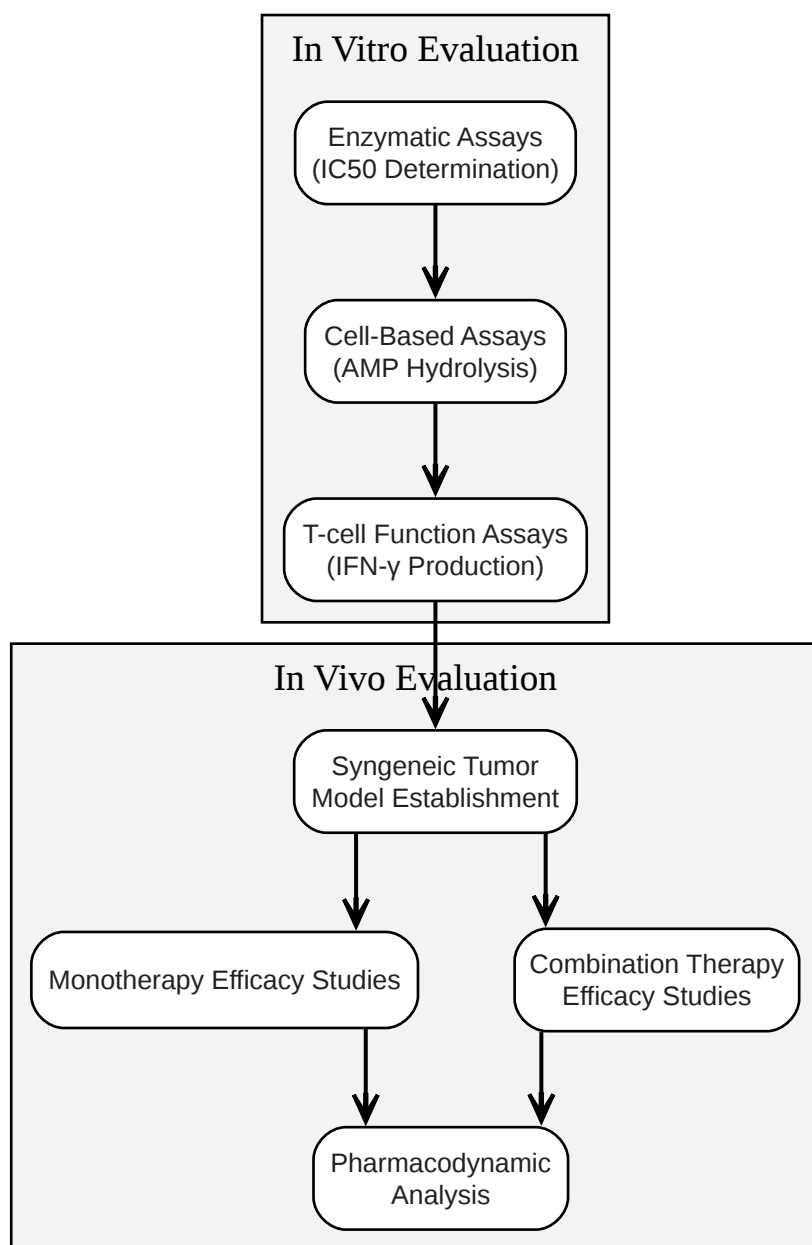 In Vitro Evaluation
Enzymatic Assays
(IC50 Determination)
Cell-Based Assays
(AMP Hydrolysis)
T-cell Function Assays
(IFN-γ Production)
In Vivo Evaluation
Syngeneic Tumor
Model Establishment
Monotherapy Efficacy Studies
Combination Therapy
Efficacy Studies
Pharmacodynamic
Analysis